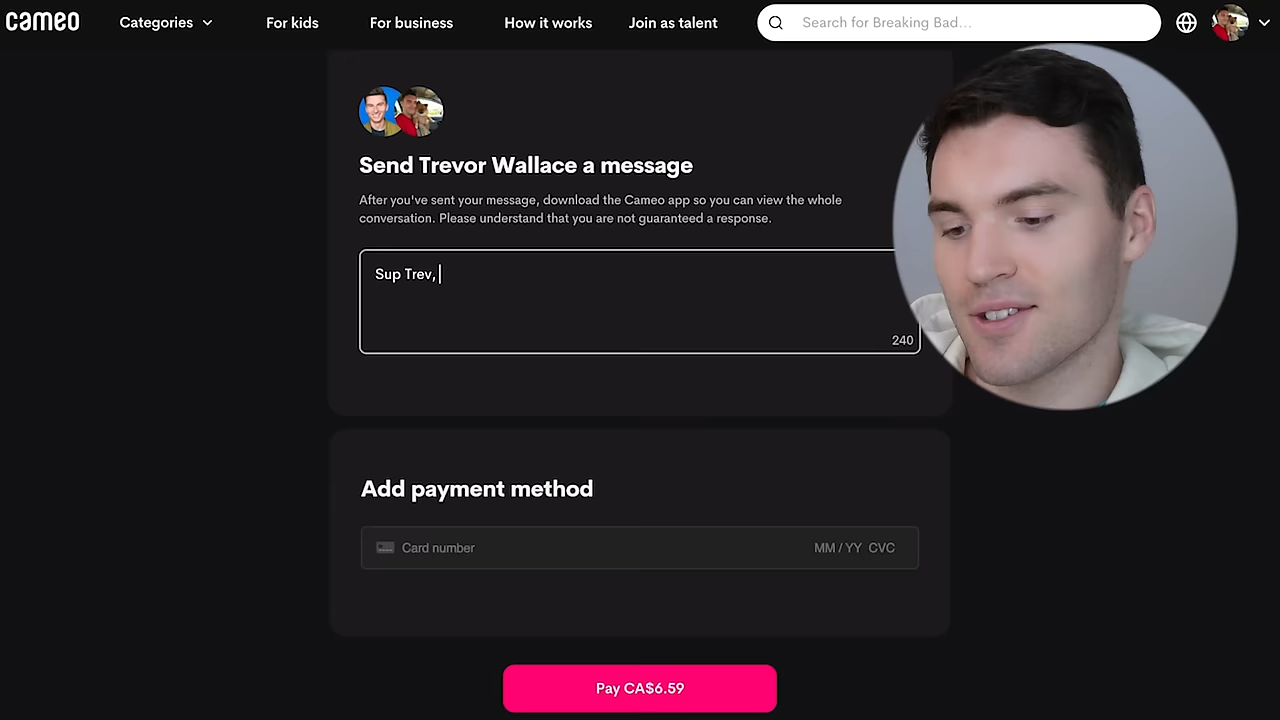 cameo Categories For kids For business How it works Join as talent Search for Breaking Bad...
Send Trevor Wallace a message
After you've sent your message, download the Cameo app so you can view the whole
conversation. Please understand that you are not guaranteed a response.
Sup Trev,
240
Add payment method
Card number MM / YY CVC
Pay CA$6.59